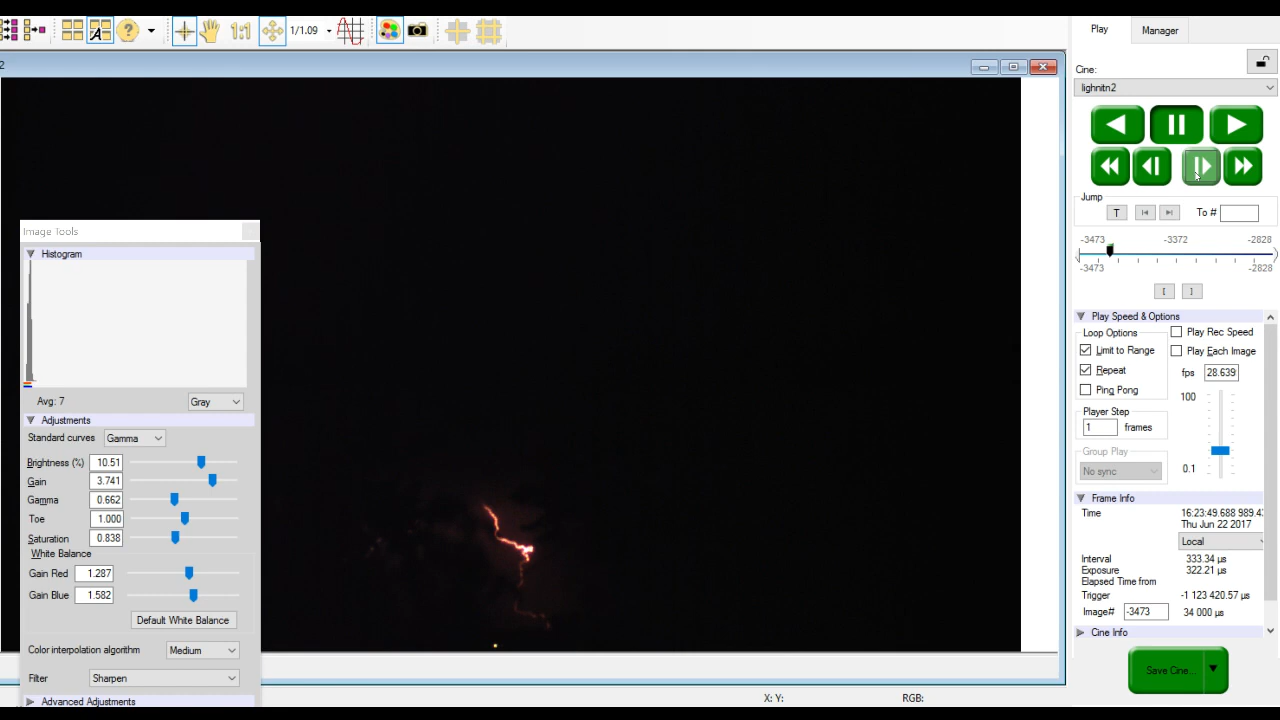 A
?
1:1
1/1.09
Play
Manager
2
Cine:
lighnitn2
Jump
T
To #
-3473
-3372
-2828
-3473
-2828
[
]
Image Tools
Histogram
Avg: 7
Gray
Adjustments
Standard curves
Gamma
Brightness (%)
10.51
Gain
3.741
Gamma
0.662
Toe
1.000
Saturation
0.838
White Balance
Gain Red
1.287
Gain Blue
1.582
Default White Balance
Color interpolation algorithm
Medium
Filter
Sharpen
Advanced Adjustments
Play Speed & Options
Loop Options
Play Rec Speed
Limit to Range
Play Each Image
Repeat
fps
28.639
Ping Pong
100
Player Step
1
frames
Group Play
No sync
0.1
Frame Info
Time
16:23:49.688 989.4
Thu Jun 22 2017
Local
Interval
333.34 µs
Exposure
322.21 µs
Elapsed Time from
Trigger
-1 123 420.57 µs
Image#
-3473
34 000 µs
Cine Info
Save Cine...
X: Y:
RGB: